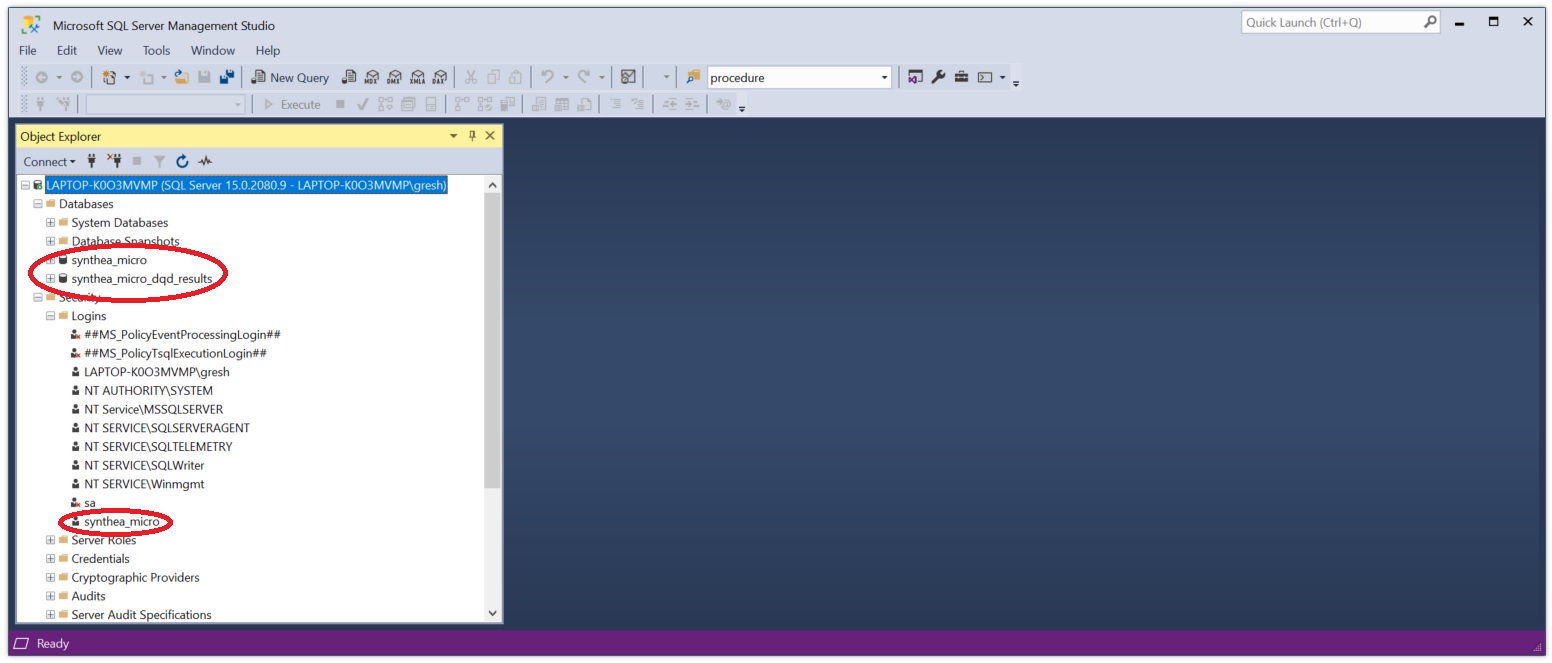 Microsoft SQL Server Management Studio
Quick Launch (Ctrl+Q)
File Edit View Tools Window Help
New Query MDX DMX XMLA DAX procedure
Execute
Object Explorer
Connect
LAPTOP-K0O3MVMP (SQL Server 15.0.2080.9 - LAPTOP-K0O3MVMP\gresh)
Databases
System Databases
Database Snapshots
synthea_micro
synthea_micro_dqd_results
Security
Logins
##MS_PolicyEventProcessingLogin##
##MS_PolicyTsqlExecutionLogin##
LAPTOP-K0O3MVMP\gresh
NT AUTHORITY\SYSTEM
NT Service\MSSQLSERVER
NT SERVICE\SQLSERVERAGENT
NT SERVICE\SQLTELEMETRY
NT SERVICE\SQLWriter
NT SERVICE\Winmgmt
sa
synthea_micro
Server Roles
Credentials
Cryptographic Providers
Audits
Server Audit Specifications
Ready